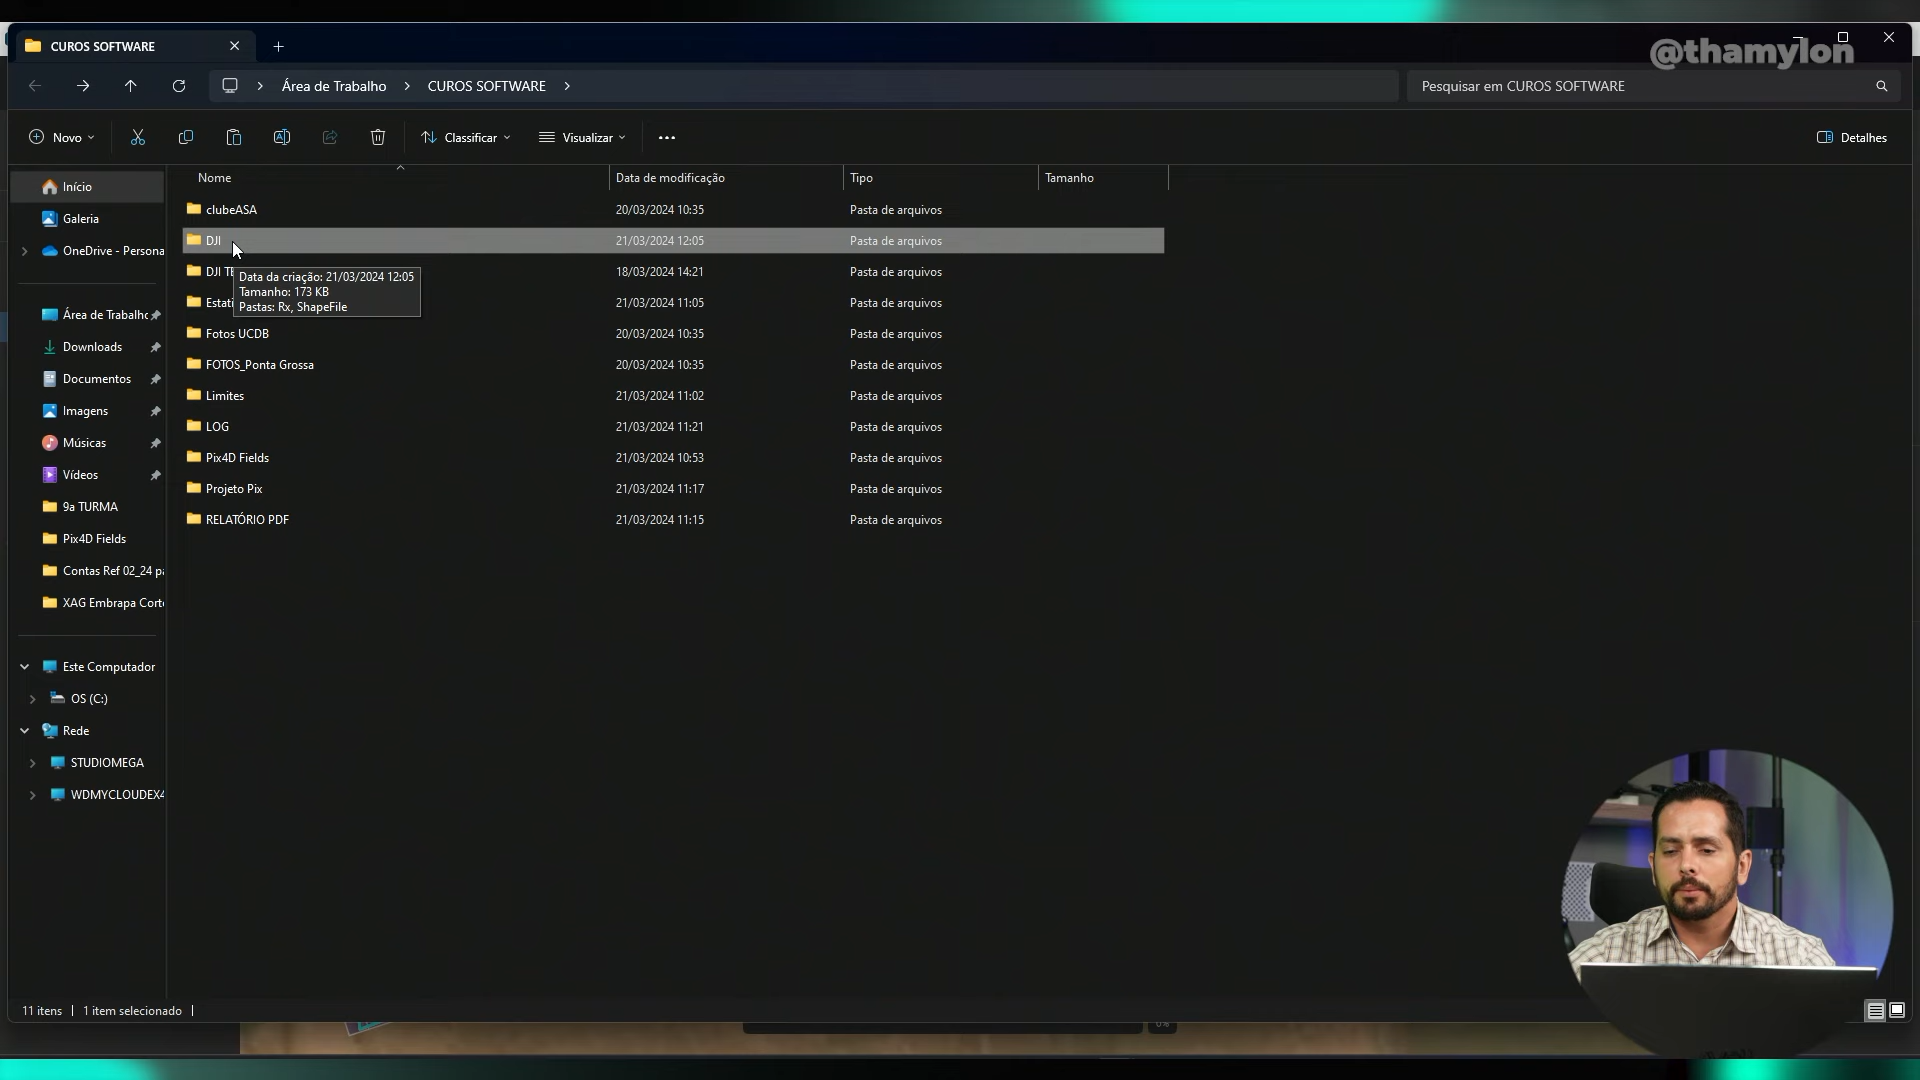 CUROS SOFTWARE
@thamylon
Área de Trabalho
CUROS SOFTWARE
Pesquisar em CUROS SOFTWARE
Novo
Classificar
Visualizar
Detalhes
Início
Galeria
OneDrive - Persona
Área de Trabalho
Downloads
Documentos
Imagens
Músicas
Vídeos
9a TURMA
Pix4D Fields
Contas Ref 02_24 pa
XAG Embrapa Corte
Este Computador
OS (C:)
Rede
STUDIOMEGA
WDMYCLOUDEX4
Nome Data de modificação Tipo Tamanho
clubeASA 20/03/2024 10:35 Pasta de arquivos
DJI 21/03/2024 12:05 Pasta de arquivos
DJI TE 18/03/2024 14:21 Pasta de arquivos
Estati 21/03/2024 11:05 Pasta de arquivos
Fotos UCDB 20/03/2024 10:35 Pasta de arquivos
FOTOS_Ponta Grossa 20/03/2024 10:35 Pasta de arquivos
Limites 21/03/2024 11:02 Pasta de arquivos
LOG 21/03/2024 11:21 Pasta de arquivos
Pix4D Fields 21/03/2024 10:53 Pasta de arquivos
Projeto Pix 21/03/2024 11:17 Pasta de arquivos
RELATÓRIO PDF 21/03/2024 11:15 Pasta de arquivos
Data da criação: 21/03/2024 12:05
Tamanho: 173 KB
Pastas: Rx, ShapeFile
11 itens 1 item selecionado
0%